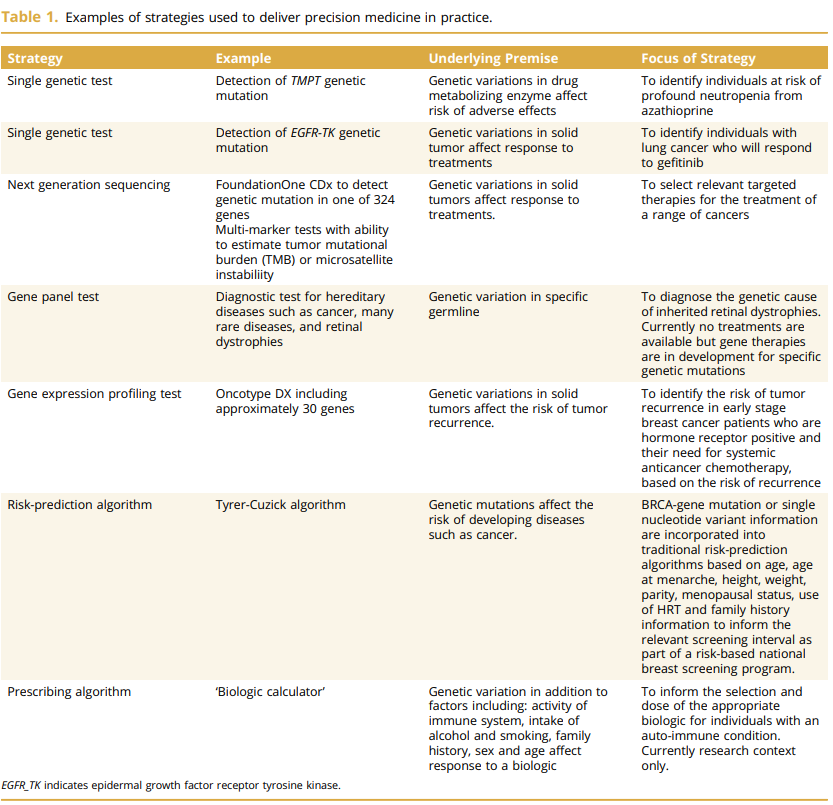 Table 1. Examples of strategies used to deliver precision medicine in practice.
Strategy Example Underlying Premise Focus of Strategy
Single genetic test
Detection of TMPT genetic
mutation
Genetic variations in drug
metabolizing enzyme affect
risk of adverse effects
To identify individuals at risk of
profound neutropenia from
azathioprine
Single genetic test
Detection of EGFR-TK genetic
mutation
Genetic variations in solid
tumor affect response to
treatments
To identify individuals with
lung cancer who will respond
to gefitinib
Next generation sequencing
FoundationOne CDx to detect
genetic mutation in one of 324
genes
Multi-marker tests with ability
to estimate tumor mutational
burden (TMB) or microsatellite
instabiliity
Genetic variations in solid
tumors affect response to
treatments.
To select relevant targeted
therapies for the treatment of
a range of cancers
Gene panel test
Diagnostic test for hereditary
diseases such as cancer, many
rare diseases, and retinal
dystrophies
Genetic variation in specific
germline
To diagnose the genetic cause
of inherited retinal dystrophies.
Currently no treatments are
available but gene therapies
are in development for specific
genetic mutations
Gene expression profiling test
Oncotype DX including
approximately 30 genes
Genetic variations in solid
tumors affect the risk of tumor
recurrence.
To identify the risk of tumor
recurrence in early stage
breast cancer patients who are
hormone receptor positive and
their need for systemic
anticancer chemotherapy,
based on the risk of recurrence
Risk-prediction algorithm
Tyrer-Cuzick algorithm
Genetic mutations affect the
risk of developing diseases
such as cancer.
BRCA-gene mutation or single
nucleotide variant information
are incorporated into
traditional risk-prediction
algorithms based on age, age
at menarche, height, weight,
parity, menopausal status, use
of HRT and family history
information to inform the
relevant screening interval as
part of a risk-based national
breast screening program.
Prescribing algorithm
‘Biologic calculator’
Genetic variation in addition to
factors including: activity of
immune system, intake of
alcohol and smoking, family
history, sex and age affect
response to a biologic
To inform the selection and
dose of the appropriate
biologic for individuals with an
auto-immune condition.
Currently research context
only.
EGFR_TK indicates epidermal growth factor receptor tyrosine kinase.